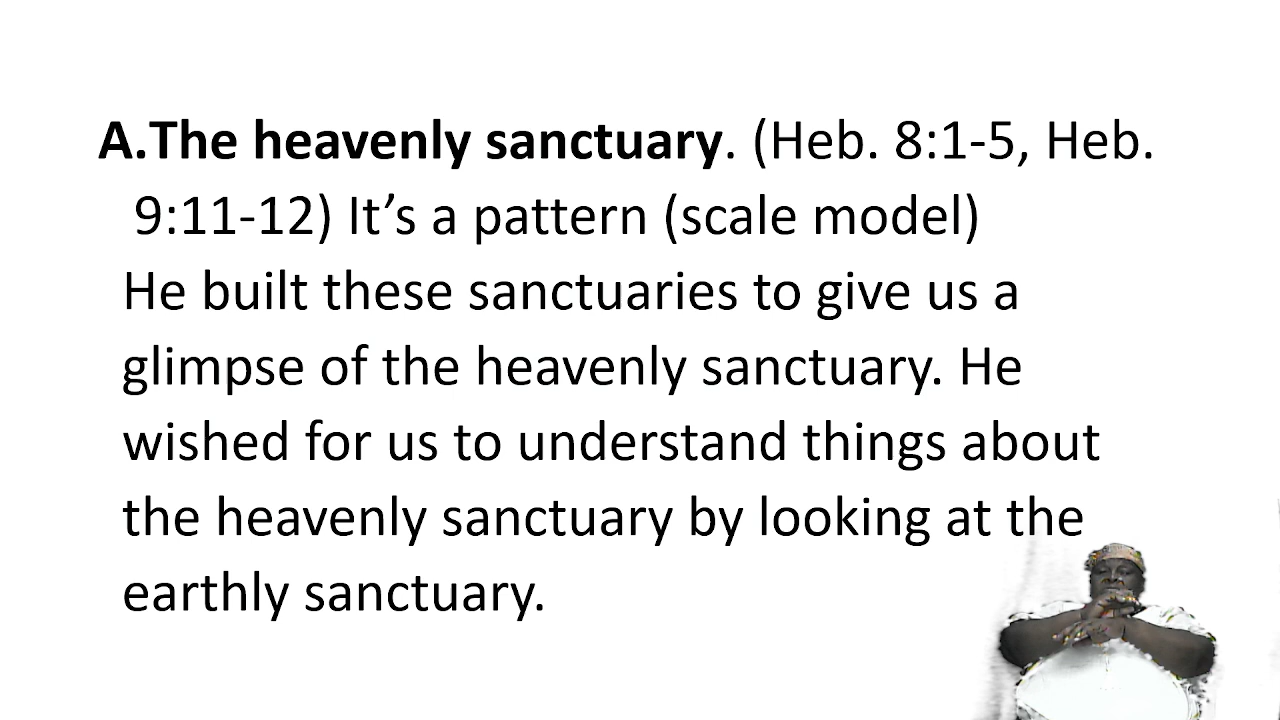 A.The heavenly sanctuary. (Heb. 8:1-5, Heb.
9:11-12) It’s a pattern (scale model)
He built these sanctuaries to give us a
glimpse of the heavenly sanctuary. He
wished for us to understand things about
the heavenly sanctuary by looking at the
earthly sanctuary.